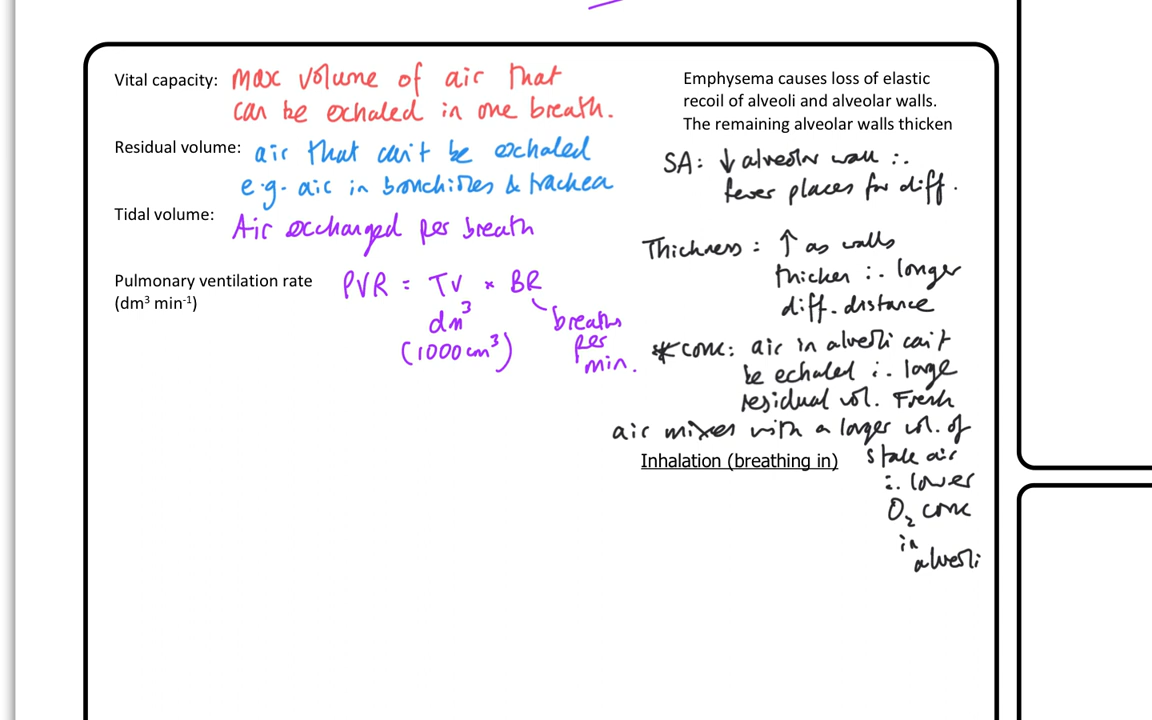 Vital capacity: max volume of air that
can be exhaled in one breath.
Residual volume: air that can't be exhaled
e.g. air in bronchioles & trachea
Tidal volume: Air exchanged per breath
Pulmonary ventilation rate
(dm³ min⁻¹)
PVR = TV × BR
dm³
(1000cm³)
breaths
per
min.
Emphysema causes loss of elastic
recoil of alveoli and alveolar walls.
The remaining alveolar walls thicken
SA: ↓ alveolar wall ∴
fewer places for diff.
Thickness: ↑ as walls
thicker ∴ longer
diff. distance
*conc: air in alveoli can't
be exhaled ∴ large
residual vol. Fresh
air mixes with a larger vol. of
stale air
∴ lower
O₂ conc
in
alveoli
Inhalation (breathing in)